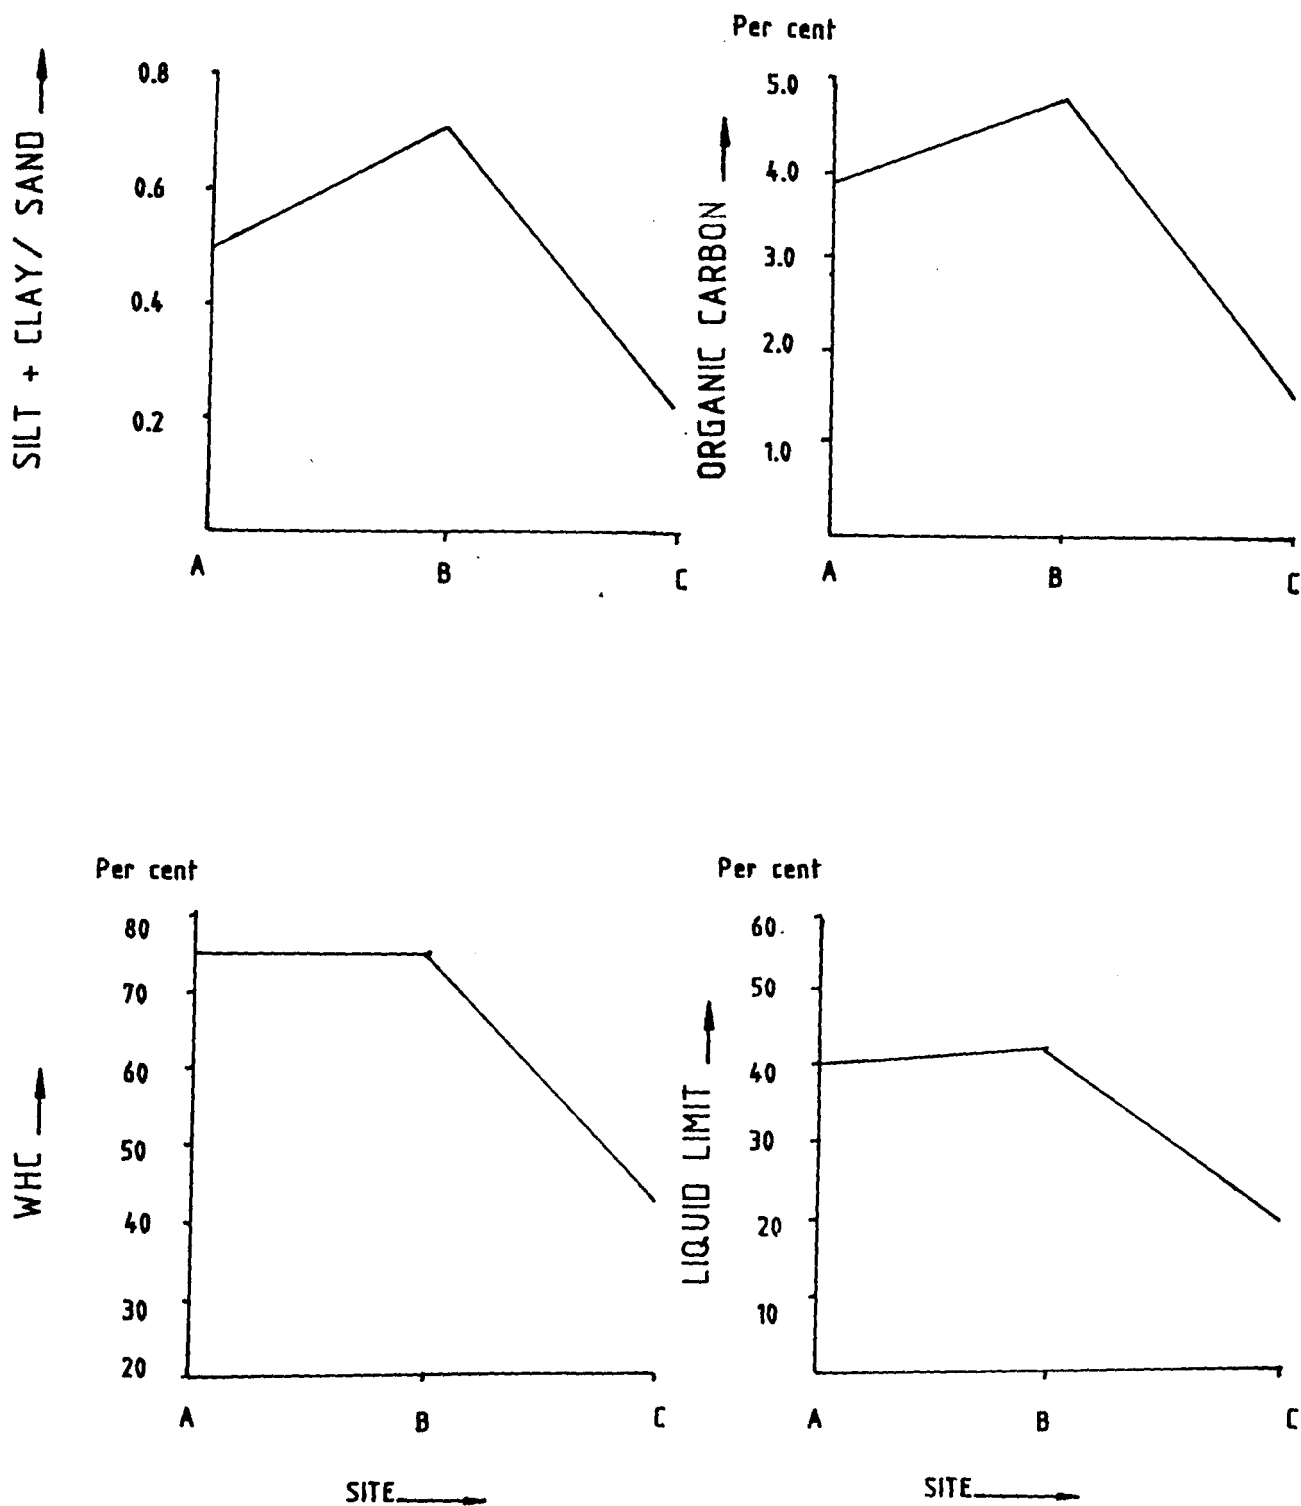 Per cent
SILT + CLAY/ SAND
0.8
0.6
0.4
0.2
A B C
ORGANIC CARBON
5.0
4.0
3.0
2.0
1.0
A B C
Per cent
WHC
80
70
60
50
40
30
20
A B C
SITE
Per cent
LIQUID LIMIT
60
50
40
30
20
10
A B C
SITE